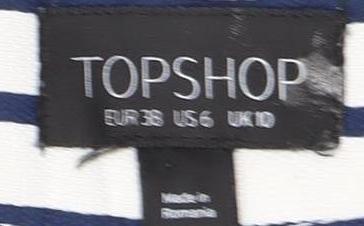 TOPSHOP
EUR 38 US 6 UK 10
Made in
Romania